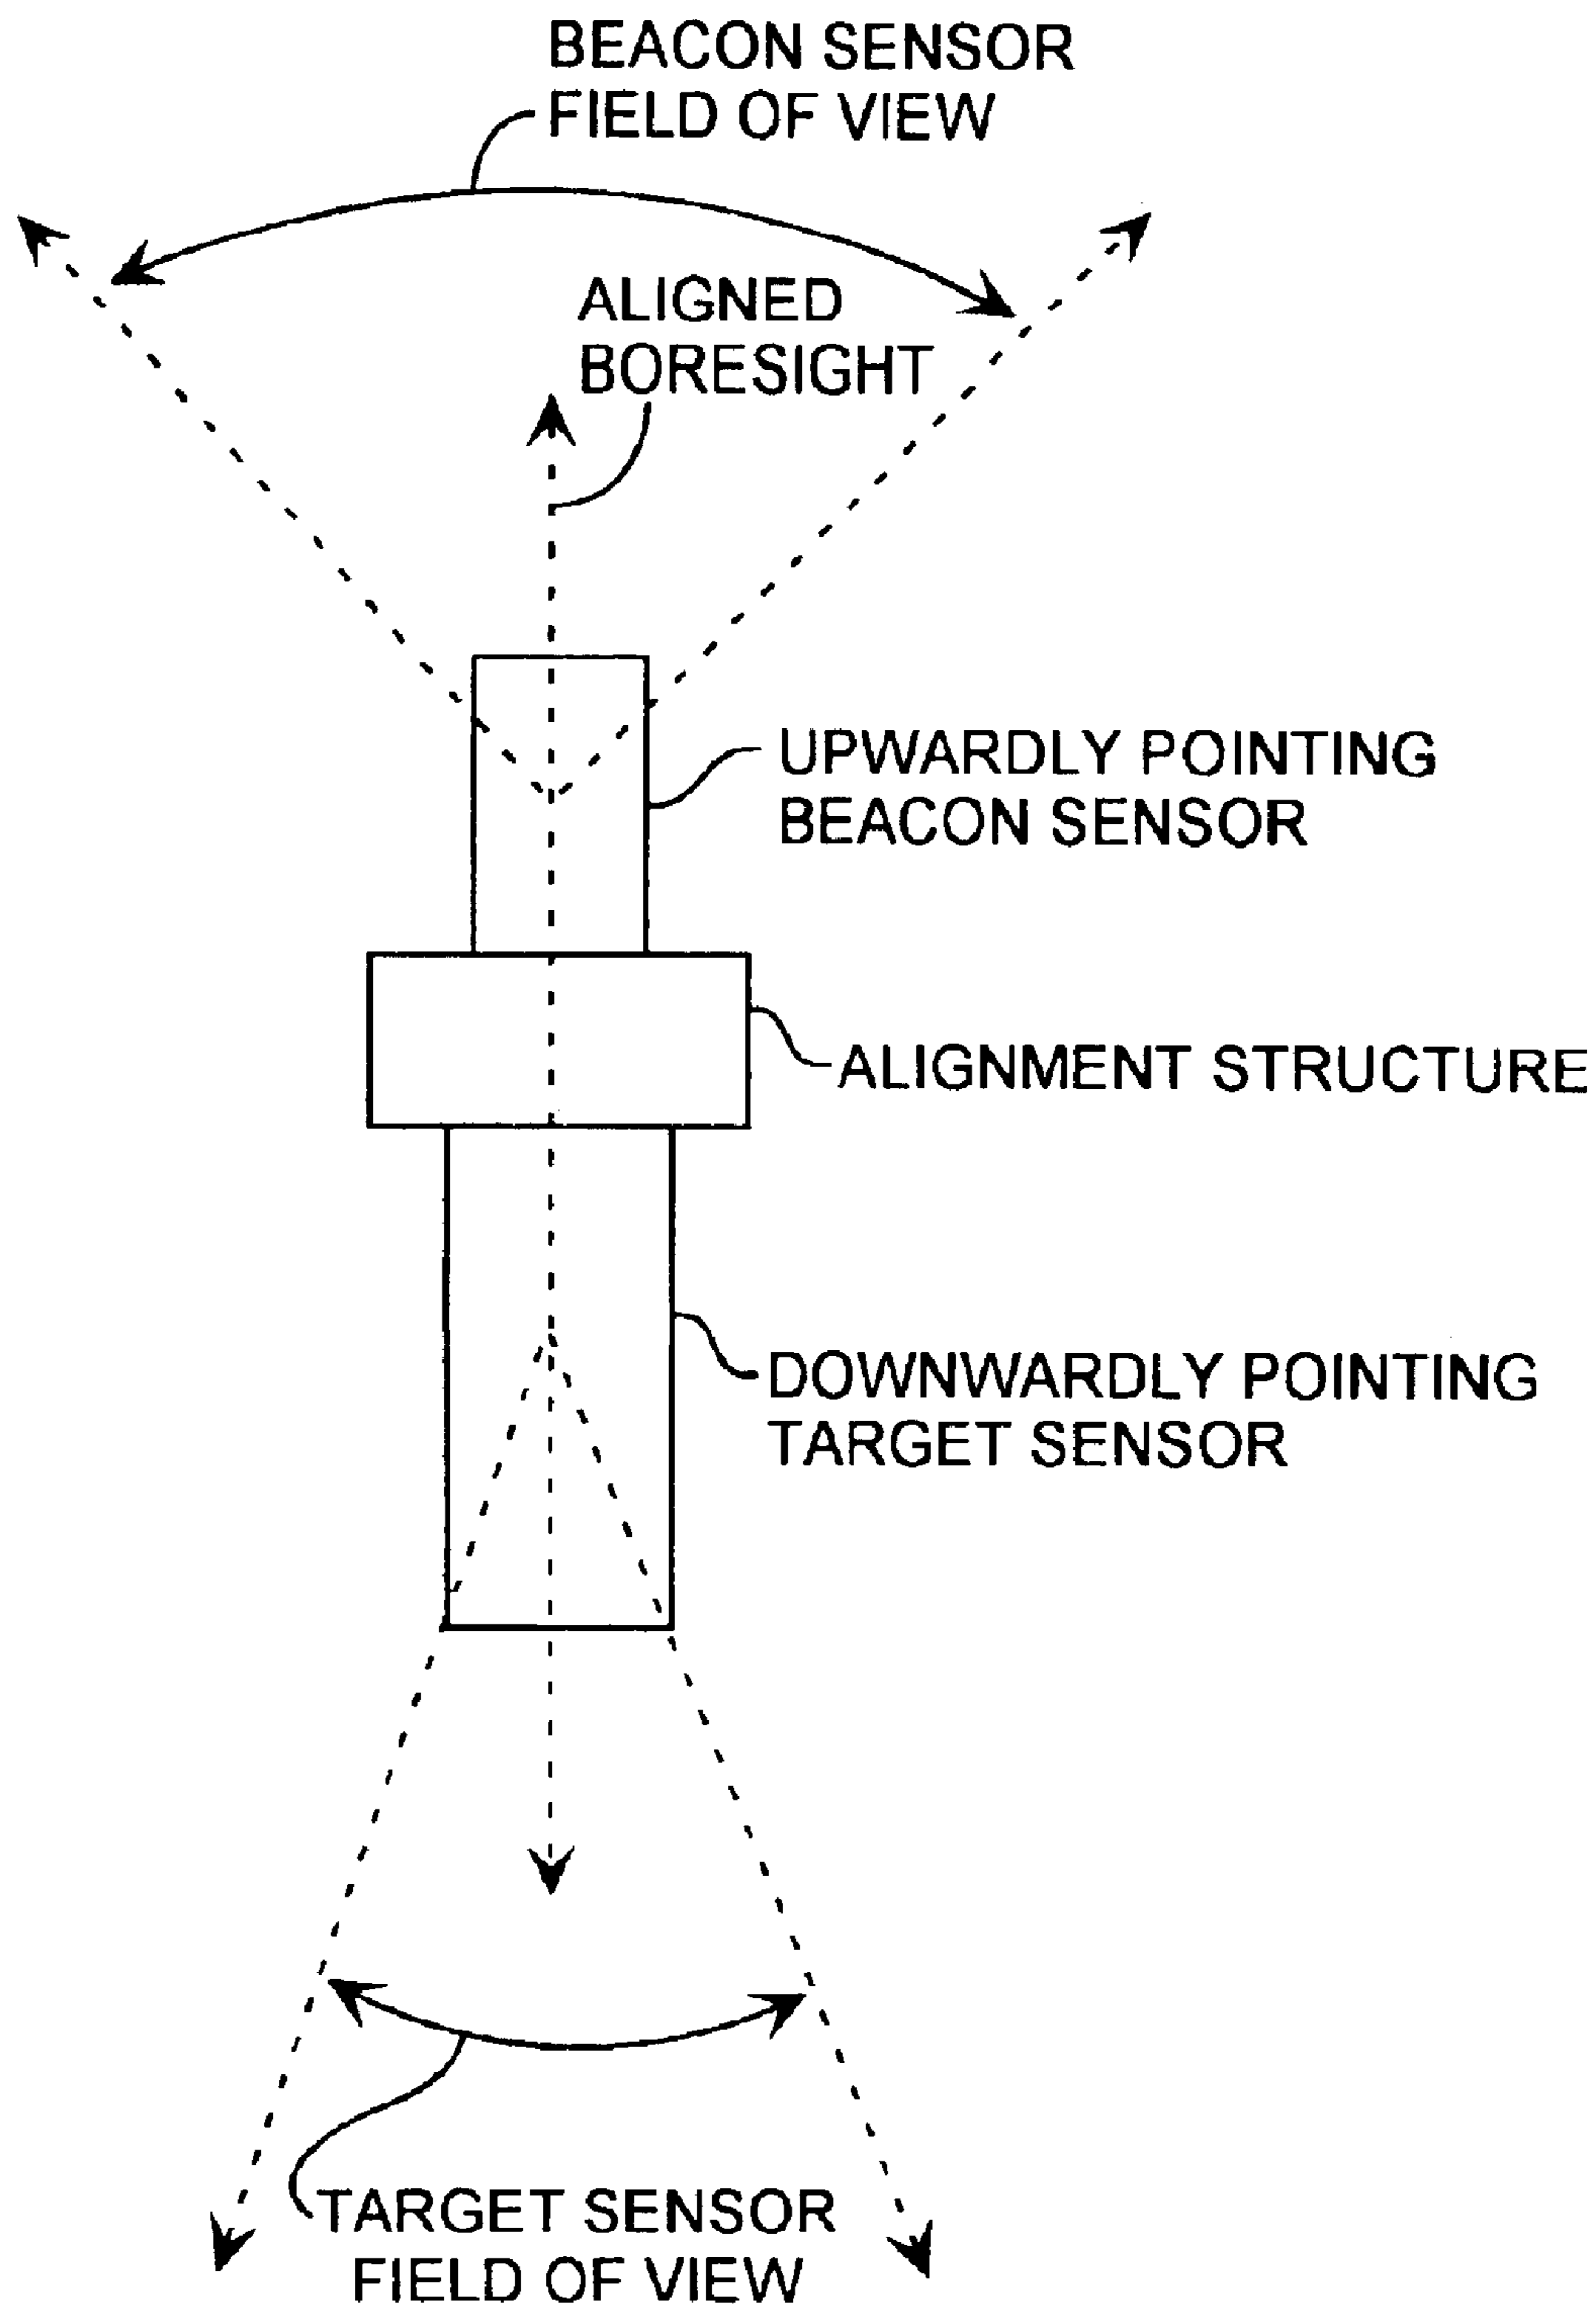 BEACON SENSOR
FIELD OF VIEW
ALIGNED
BORESIGHT
UPWARDLY POINTING
BEACON SENSOR
ALIGNMENT STRUCTURE
DOWNWARDLY POINTING
TARGET SENSOR
TARGET SENSOR
FIELD OF VIEW